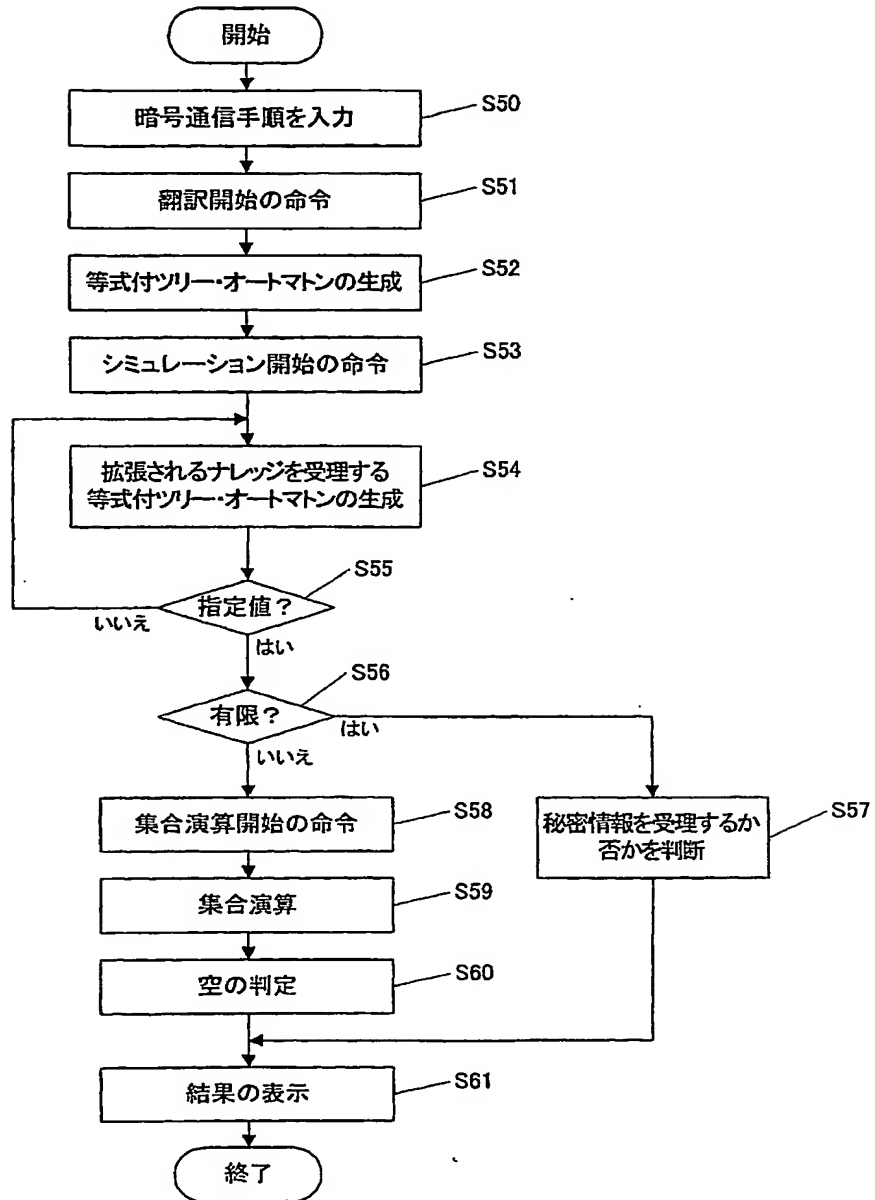 開始
暗号通信手順を入力
S50
翻訳開始の命令
S51
等式付ツリー・オートマトンの生成
S52
シミュレーション開始の命令
S53
拡張されるナレッジを受理する
等式付ツリー・オートマトンの生成
S54
指定値？
S55
いいえ
はい
有限？
S56
はい
いいえ
集合演算開始の命令
S58
秘密情報を受理するか
否かを判断
S57
集合演算
S59
空の判定
S60
結果の表示
S61
終了